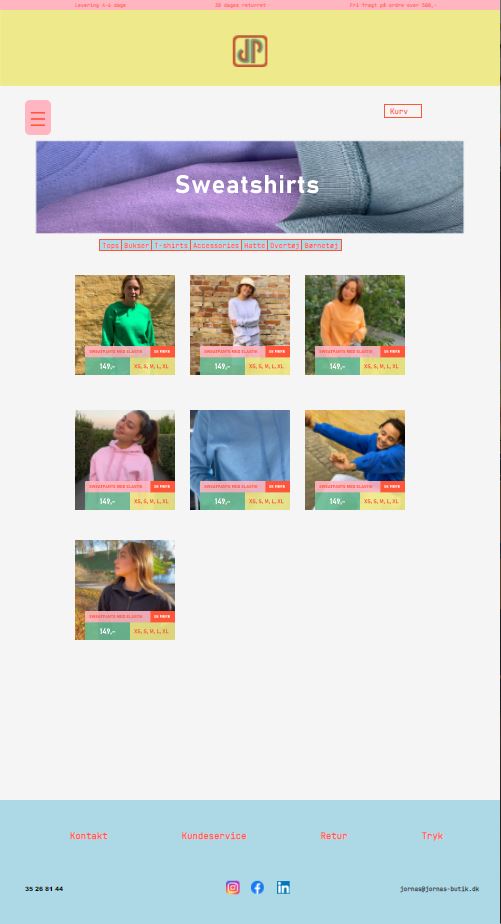 Levering 4-6 dage 30 dages returret Fri fragt på ordre over 500,-
JP
Kurv
Sweatshirts
Tops Bukser T-shirts Accessories Hatte Overtøj Børnetøj
SWEATPANTS MED ELASTIK SE MERE
149,- XS, S, M, L, XL
SWEATPANTS MED ELASTIK SE MERE
149,- XS, S, M, L, XL
SWEATPANTS MED ELASTIK SE MERE
149,- XS, S, M, L, XL
SWEATPANTS MED ELASTIK SE MERE
149,- XS, S, M, L, XL
SWEATPANTS MED ELASTIK SE MERE
149,- XS, S, M, L, XL
SWEATPANTS MED ELASTIK SE MERE
149,- XS, S, M, L, XL
SWEATPANTS MED ELASTIK SE MERE
149,- XS, S, M, L, XL
Kontakt Kundeservice Retur Tryk
35 26 81 44 jornas@jornas-butik.dk